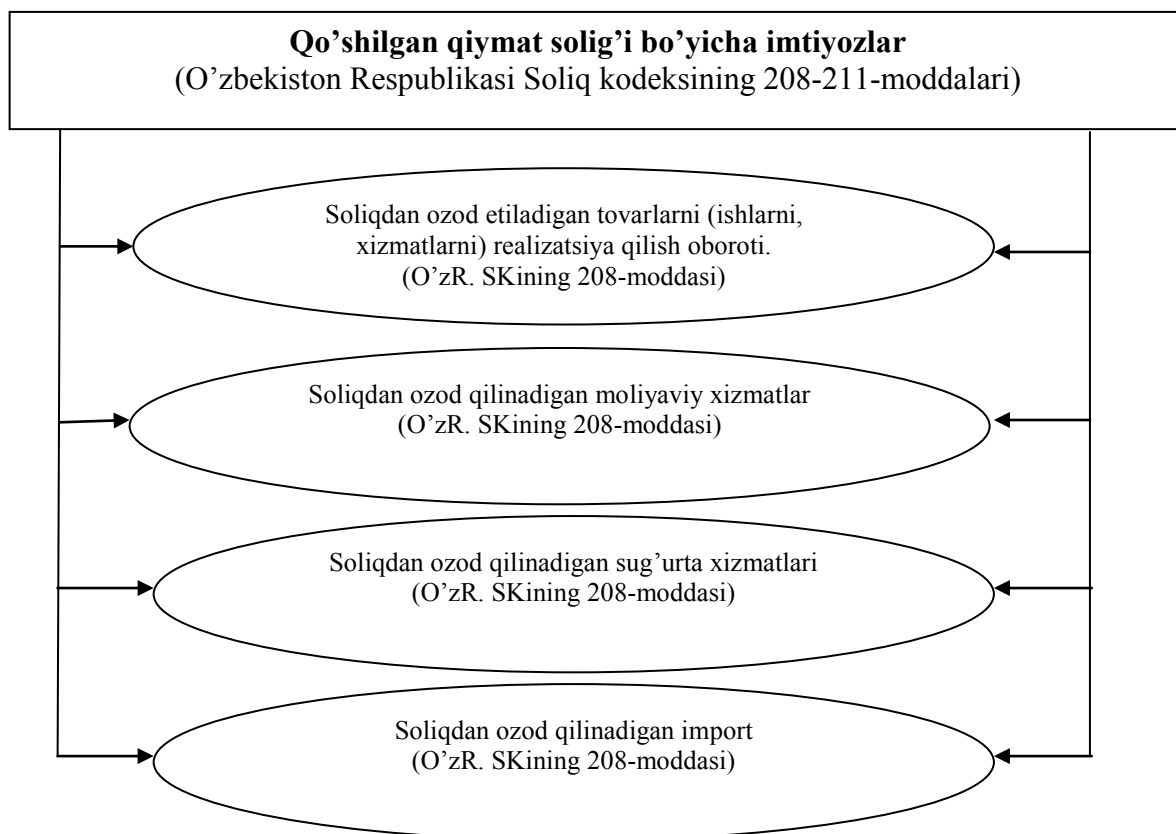 Qo’shilgan qiymat solig’i bo’yicha imtiyozlar
(O’zbekiston Respublikasi Soliq kodeksining 208-211-moddalari)
Soliqdan ozod etiladigan tovarlarni (ishlarni,
xizmatlarni) realizatsiya qilish oboroti.
(O’zR. SKining 208-moddasi)
Soliqdan ozod qilinadigan moliyaviy xizmatlar
(O’zR. SKining 208-moddasi)
Soliqdan ozod qilinadigan sug’urta xizmatlari
(O’zR. SKining 208-moddasi)
Soliqdan ozod qilinadigan import
(O’zR. SKining 208-moddasi)